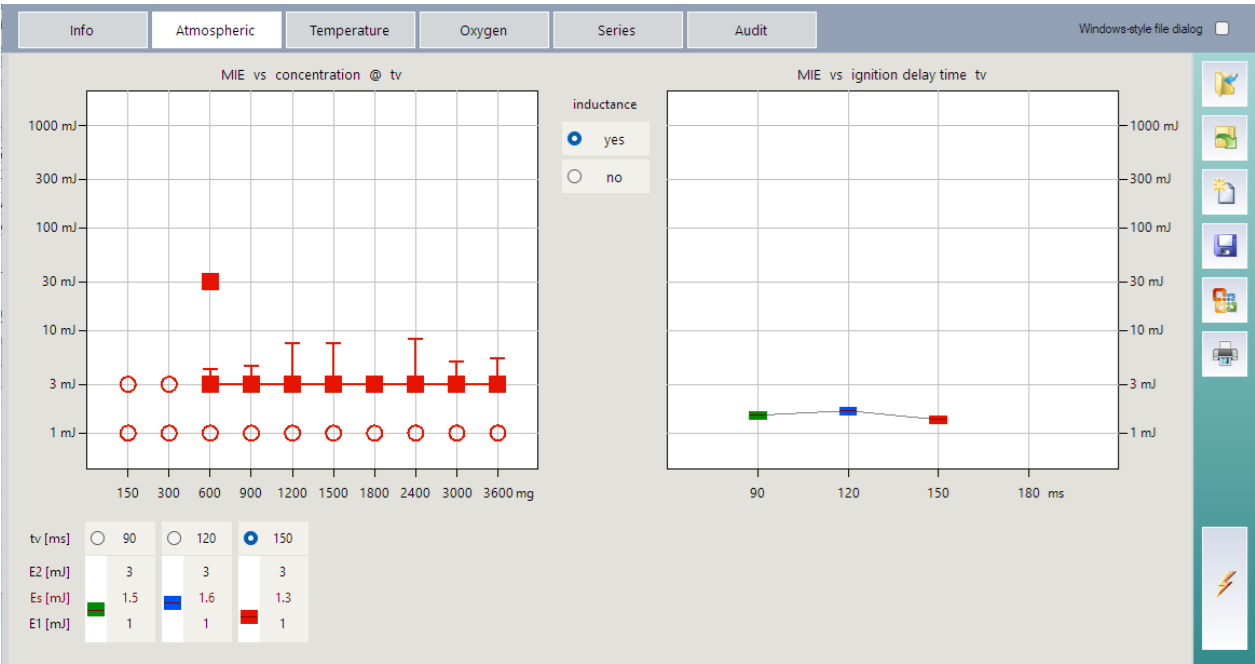 Info Atmospheric Temperature Oxygen Series Audit Windows-style file dialog
MIE vs concentration @ tv
1000 mJ
300 mJ
100 mJ
30 mJ
10 mJ
3 mJ
1 mJ
150 300 600 900 1200 1500 1800 2400 3000 3600 mg
inductance
yes
no
MIE vs ignition delay time tv
1000 mJ
300 mJ
100 mJ
30 mJ
10 mJ
3 mJ
1 mJ
90 120 150 180 ms
tv [ms] 90 120 150
E2 [mJ] 3 3 3
Es [mJ] 1.5 1.6 1.3
E1 [mJ] 1 1 1